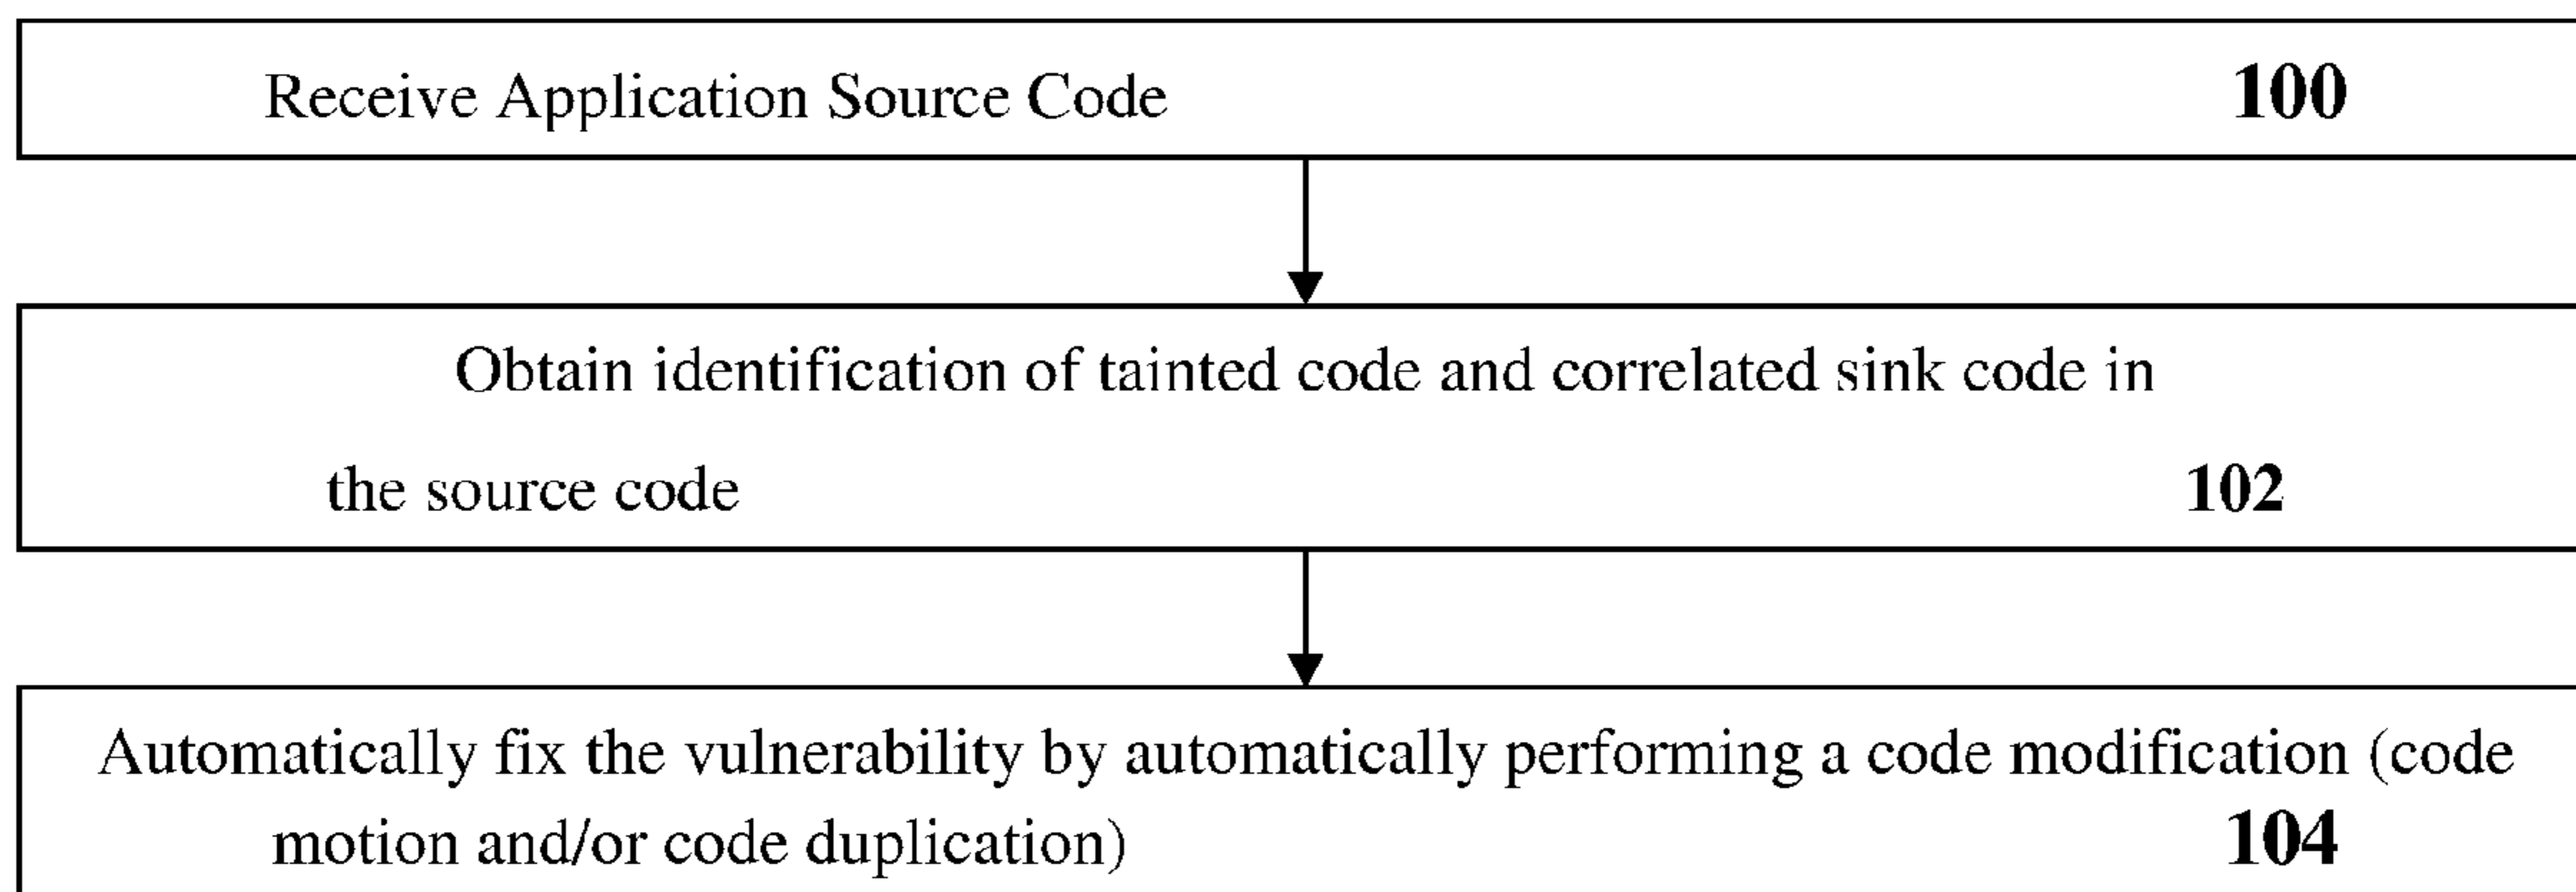 Receive Application Source Code 100
Obtain identification of tainted code and correlated sink code in
the source code 102
Automatically fix the vulnerability by automatically performing a code modification (code
motion and/or code duplication) 104